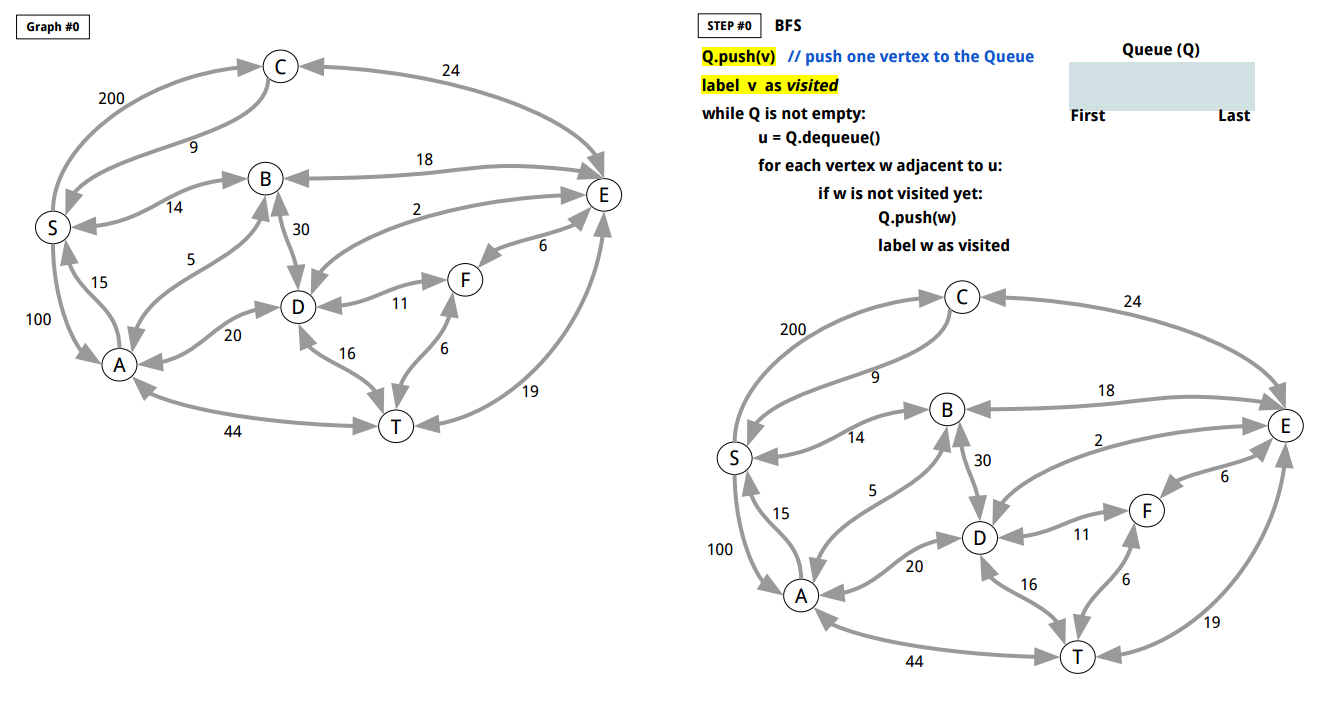 Graph #0
C
24
200
9
18
B
E
14
2
S
30
6
5
F
15
11
D
100
20
16
6
A
19
T
44
STEP #0 BFS
Q.push(v) // push one vertex to the Queue
label v as visited
while Q is not empty:
u = Q.dequeue()
for each vertex w adjacent to u:
if w is not visited yet:
Q.push(w)
label w as visited
Queue (Q)
First Last
C
24
200
9
18
B
E
14
2
S
30
6
5
F
15
11
D
100
20
16
6
A
19
T
44